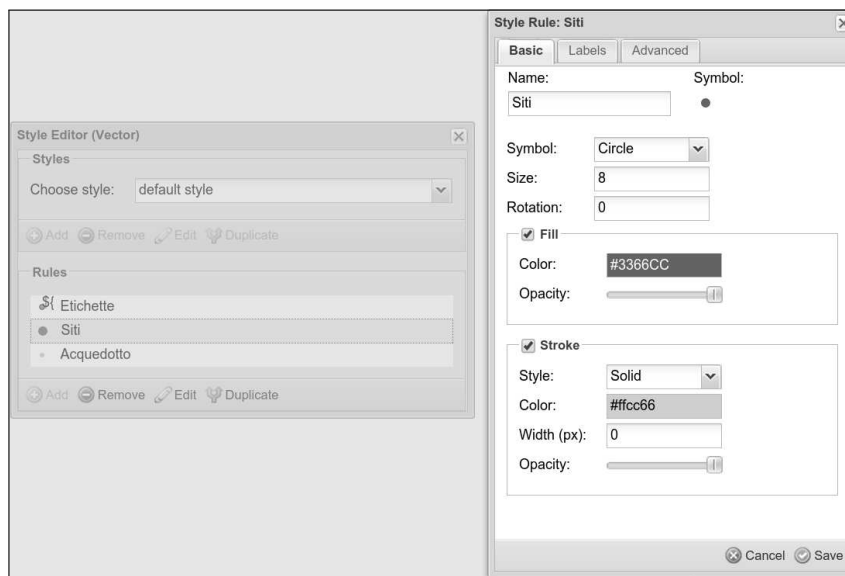 Style Editor (Vector)
Styles
Choose style: default style
Add Remove Edit Duplicate
Rules
${ Etichette
Siti
Acquedotto
Add Remove Edit Duplicate
Style Rule: Siti
Basic Labels Advanced
Name: Symbol:
Siti
Symbol: Circle
Size: 8
Rotation: 0
Fill
Color: #3366CC
Opacity:
Stroke
Style: Solid
Color: #ffcc66
Width (px): 0
Opacity:
Cancel Save